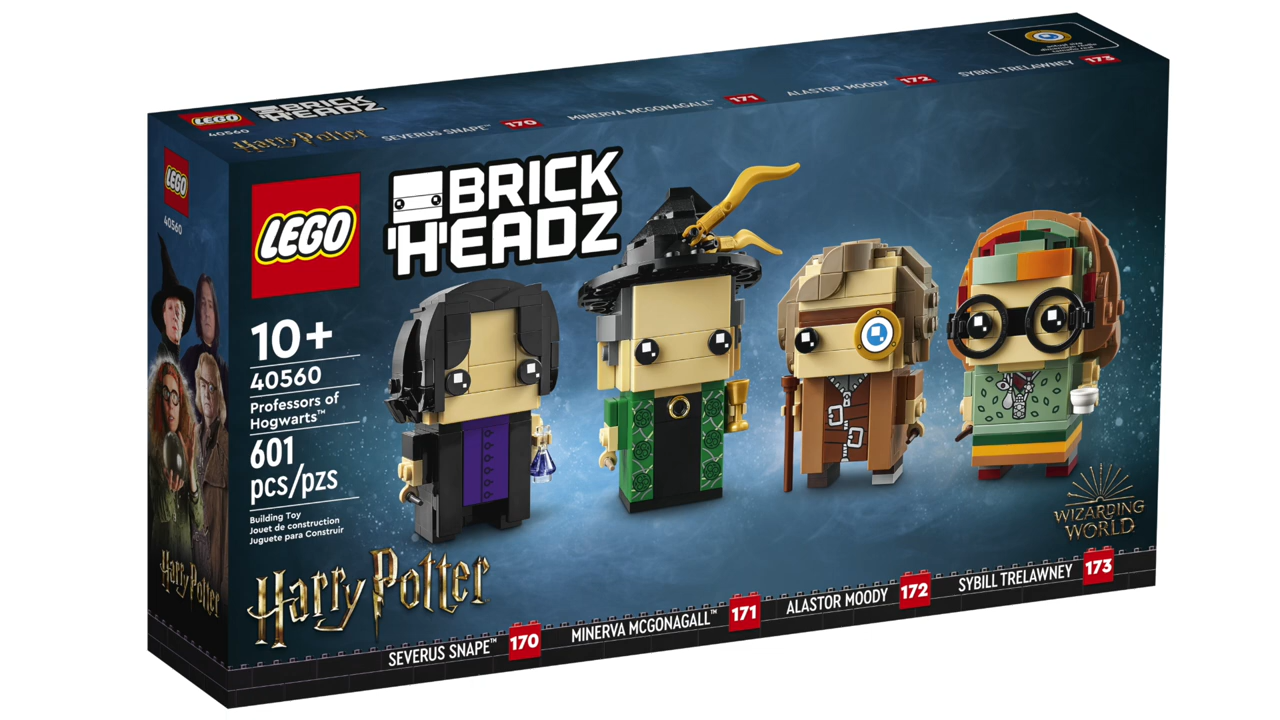 LEGO
BRICK
HEADZ
40560
Harry Potter
SEVERUS SNAPE™ 170
MINERVA MCGONAGALL™ 171
ALASTOR MOODY 172
SYBILL TRELAWNEY 173
LEGO
40560
Harry Potter
LEGO
BRICK
HEADZ
10+
40560
Professors of
Hogwarts™
601
pcs/pzs
Building Toy
Jouet de construction
Juguete para Construir
Harry Potter
WIZARDING
WORLD
SEVERUS SNAPE™ 170
MINERVA MCGONAGALL™ 171
ALASTOR MOODY 172
SYBILL TRELAWNEY 173